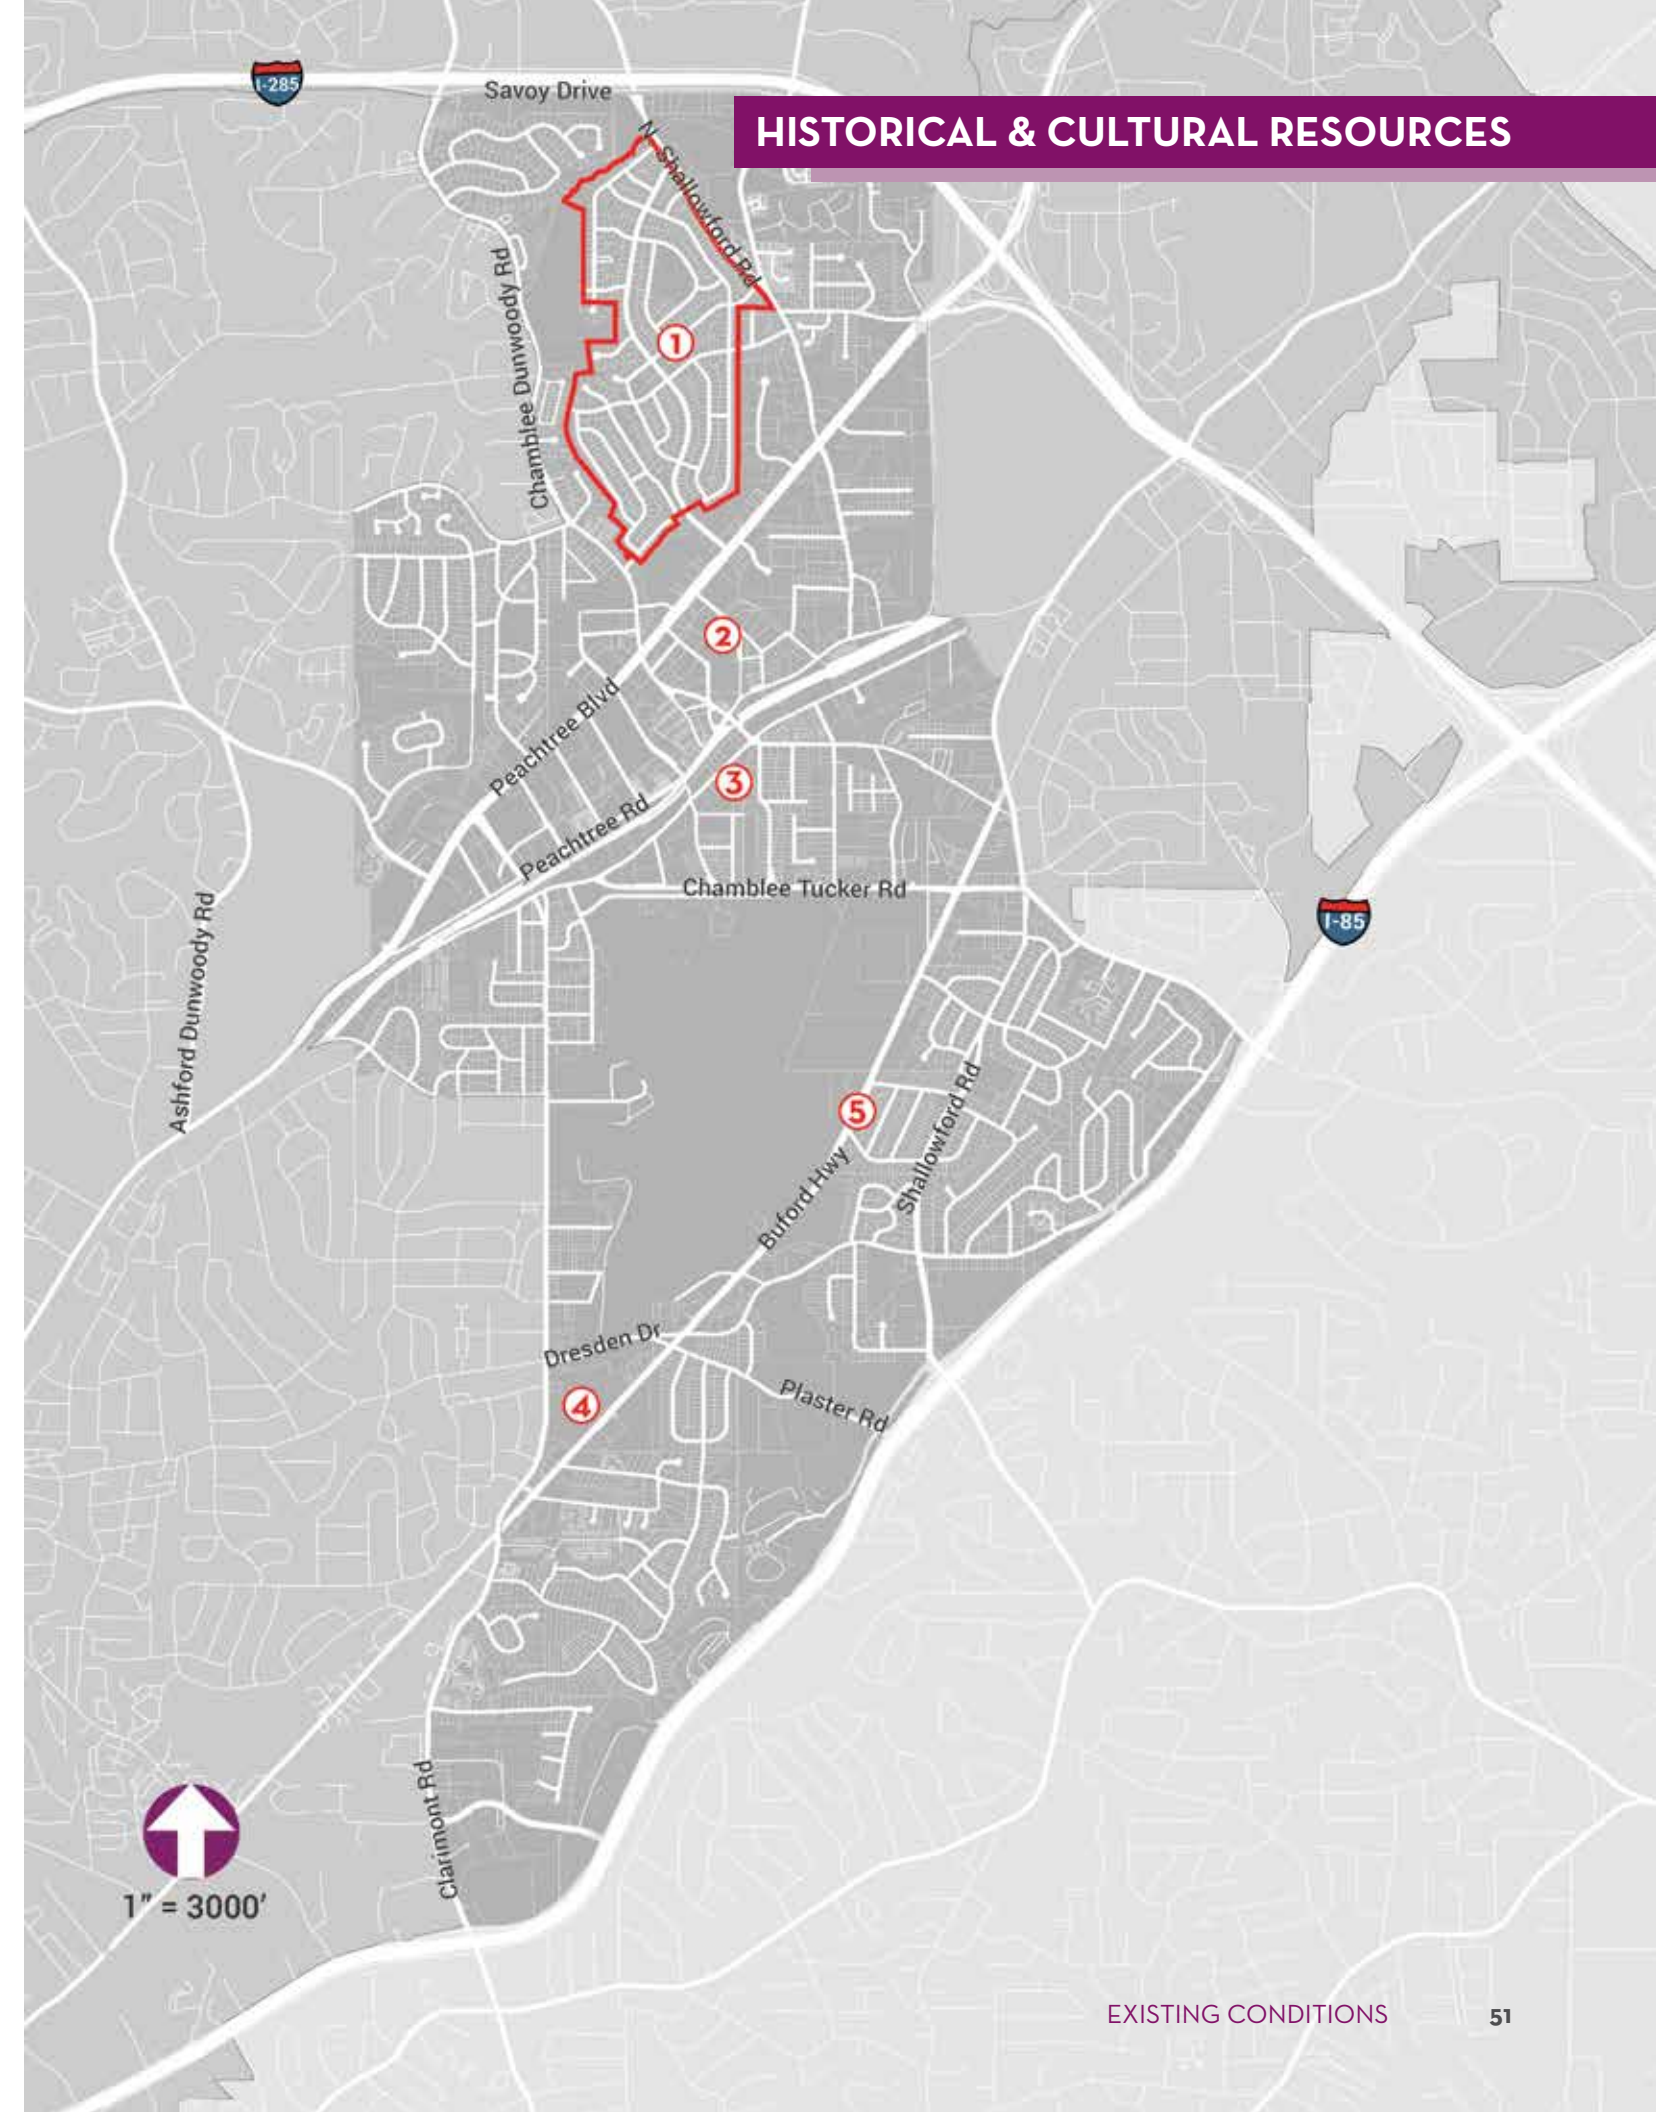 I-285
Savoy Drive
HISTORICAL & CULTURAL RESOURCES
N Shallowford Rd
Chamblee Dunwoody Rd
1
2
Peachtree Blvd
3
Peachtree Rd
Chamblee Tucker Rd
I-85
Ashford Dunwoody Rd
5
Shallowford Rd
Buford Hwy
Dresden Dr
4
Plaster Rd
Clarimont Rd
1” = 3000’
EXISTING CONDITIONS 51